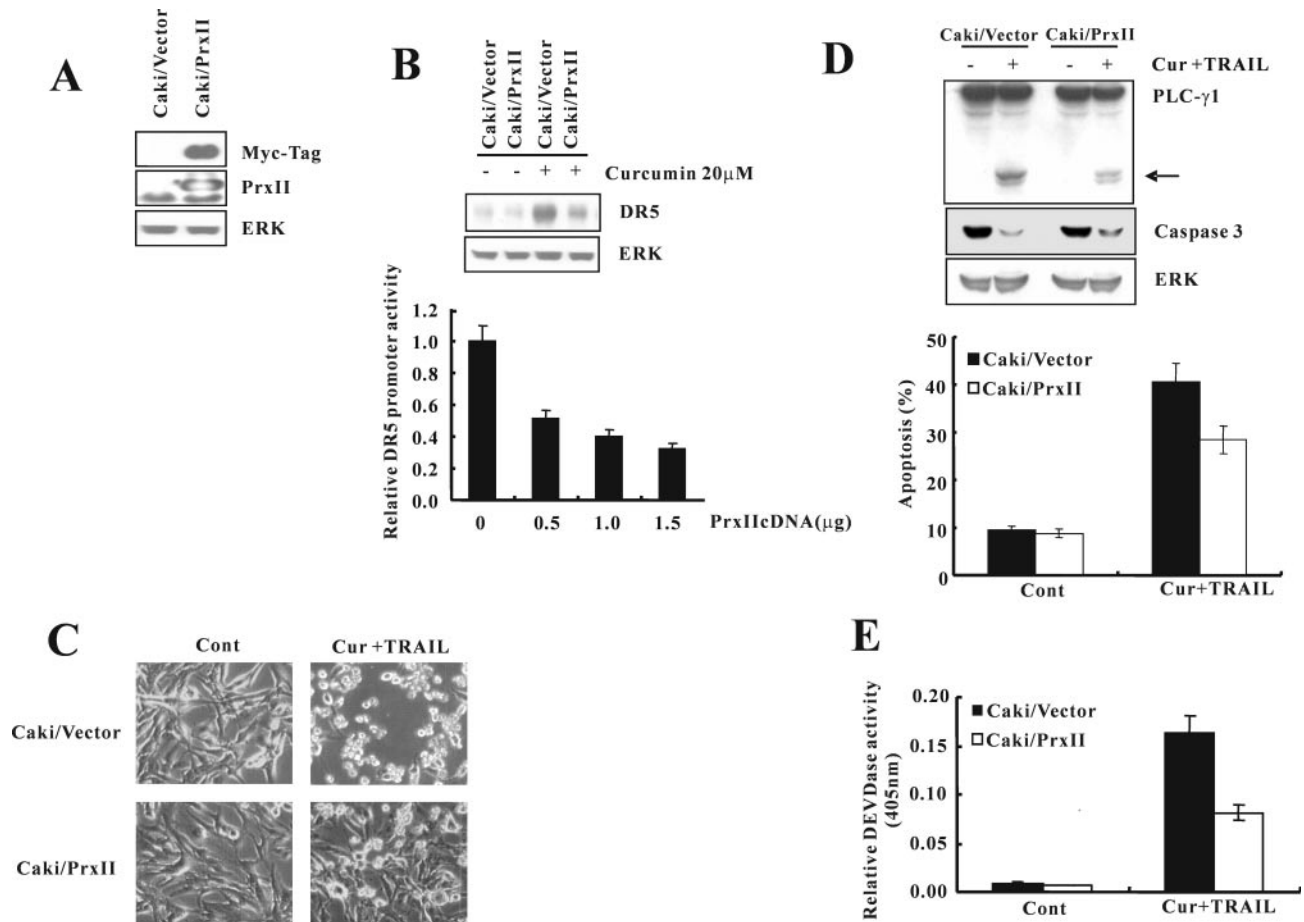 A
Caki/Vector
Caki/PrxII
Myc-Tag
PrxII
ERK
B
Caki/Vector
Caki/PrxII
Caki/Vector
Caki/PrxII
- - + + Curcumin 20μM
DR5
ERK
Relative DR5 promoter activity
1.2
1.0
0.8
0.6
0.4
0.2
0.0
0 0.5 1.0 1.5 PrxIIcDNA(μg)
C
Cont Cur +TRAIL
Caki/Vector
Caki/PrxII
D
Caki/Vector Caki/PrxII
- + - + Cur +TRAIL
PLC-γ1
Caspase 3
ERK
Apoptosis (%)
50
40
30
20
10
0
Caki/Vector
Caki/PrxII
Cont Cur+TRAIL
E
Relative DEVDase activity
(405nm)
0.20
0.15
0.10
0.05
0.00
Caki/Vector
Caki/PrxII
Cont Cur+TRAIL